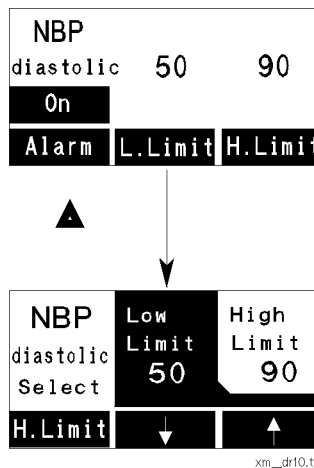 NBP
diastolic 50 90
On
Alarm L.Limit H.Limit
NBP
diastolic
Select
Low
Limit
50
High
Limit
90
H.Limit
xm_dr10.t